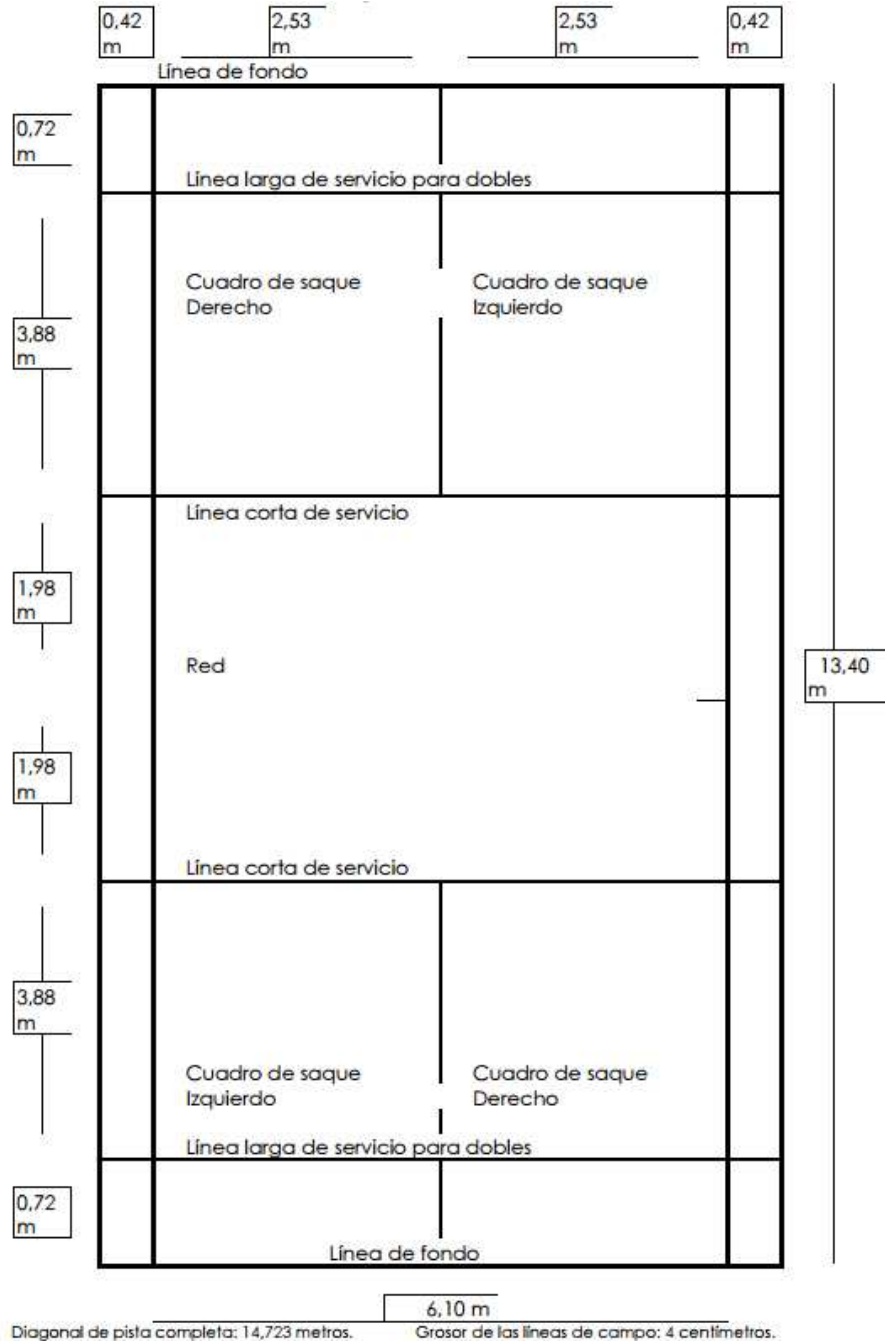 0,42 2,53 2,53 0,42
m m m m
Línea de fondo
0,72
m
Línea larga de servicio para dobles
Cuadro de saque Cuadro de saque
Derecho Izquierdo
3,88
m
Línea corta de servicio
1,98
m
Red
13,40
m
1,98
m
Línea corta de servicio
3,88
m
Cuadro de saque Cuadro de saque
Izquierdo Derecho
Línea larga de servicio para dobles
0,72
m
Línea de fondo
6,10 m
Diagonal de pista completa: 14,723 metros. Grosor de las líneas de campo: 4 centímetros.